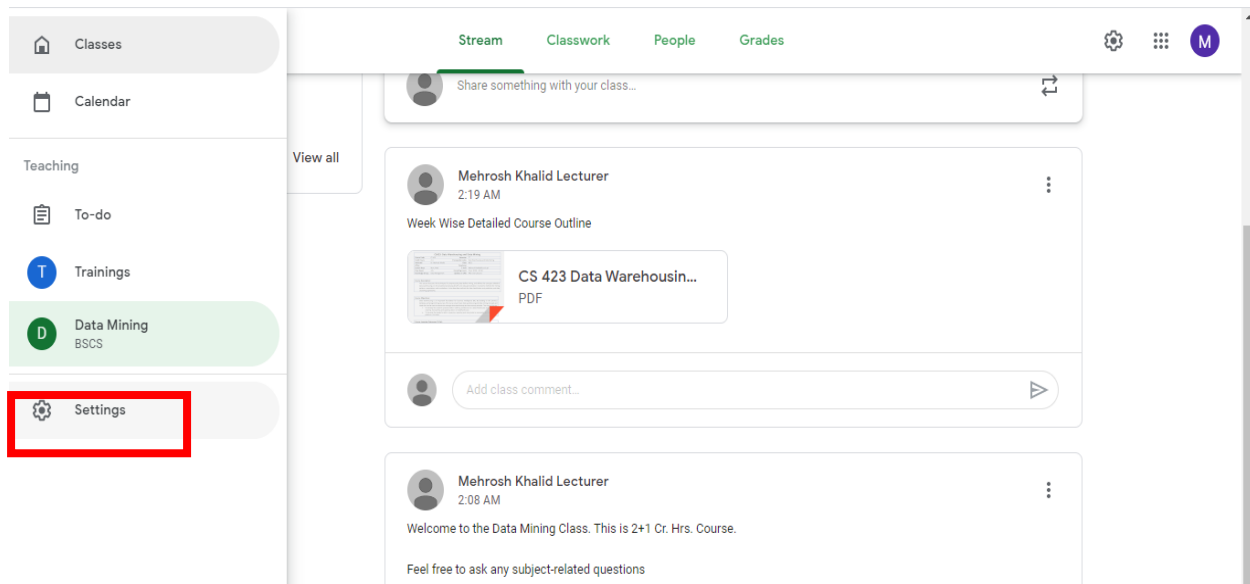 Classes
Calendar
Teaching
To-do
T
Trainings
D
Data Mining
BSCS
Settings
Stream Classwork People Grades
M
Share something with your class...
View all
Mehrosh Khalid Lecturer
2:19 AM
Week Wise Detailed Course Outline
CS 423 Data Warehousin...
PDF
Add class comment...
Mehrosh Khalid Lecturer
2:08 AM
Welcome to the Data Mining Class. This is 2+1 Cr. Hrs. Course.
Feel free to ask any subject-related questions